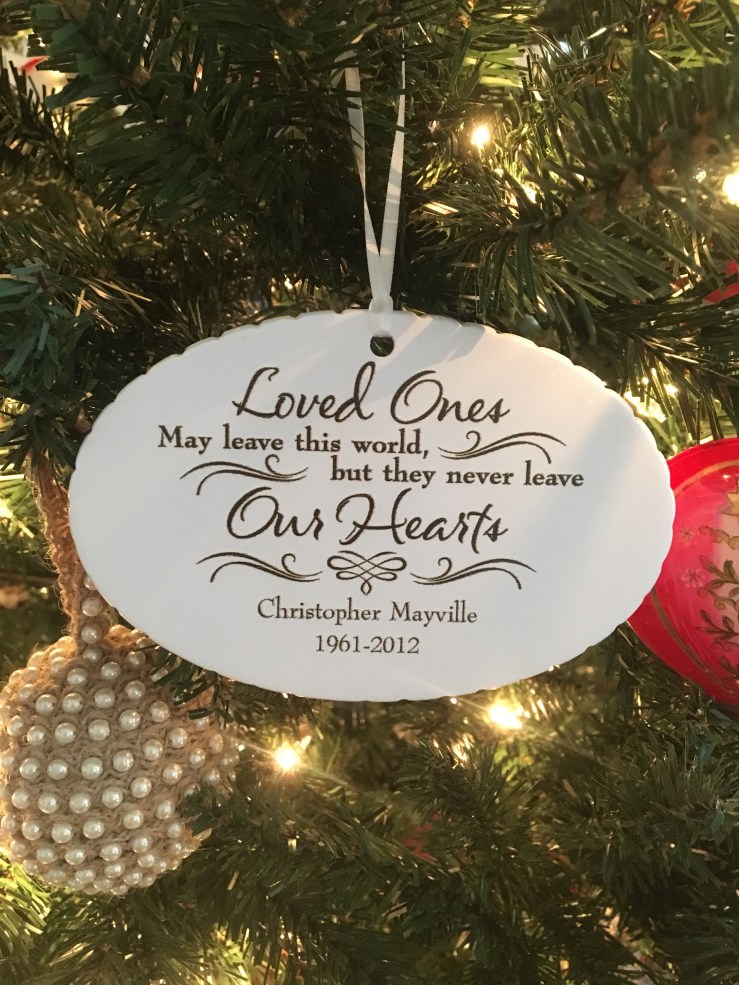 Loved Ones
May leave this world,
but they never leave
Our Hearts
Christopher Mayville
1961-2012